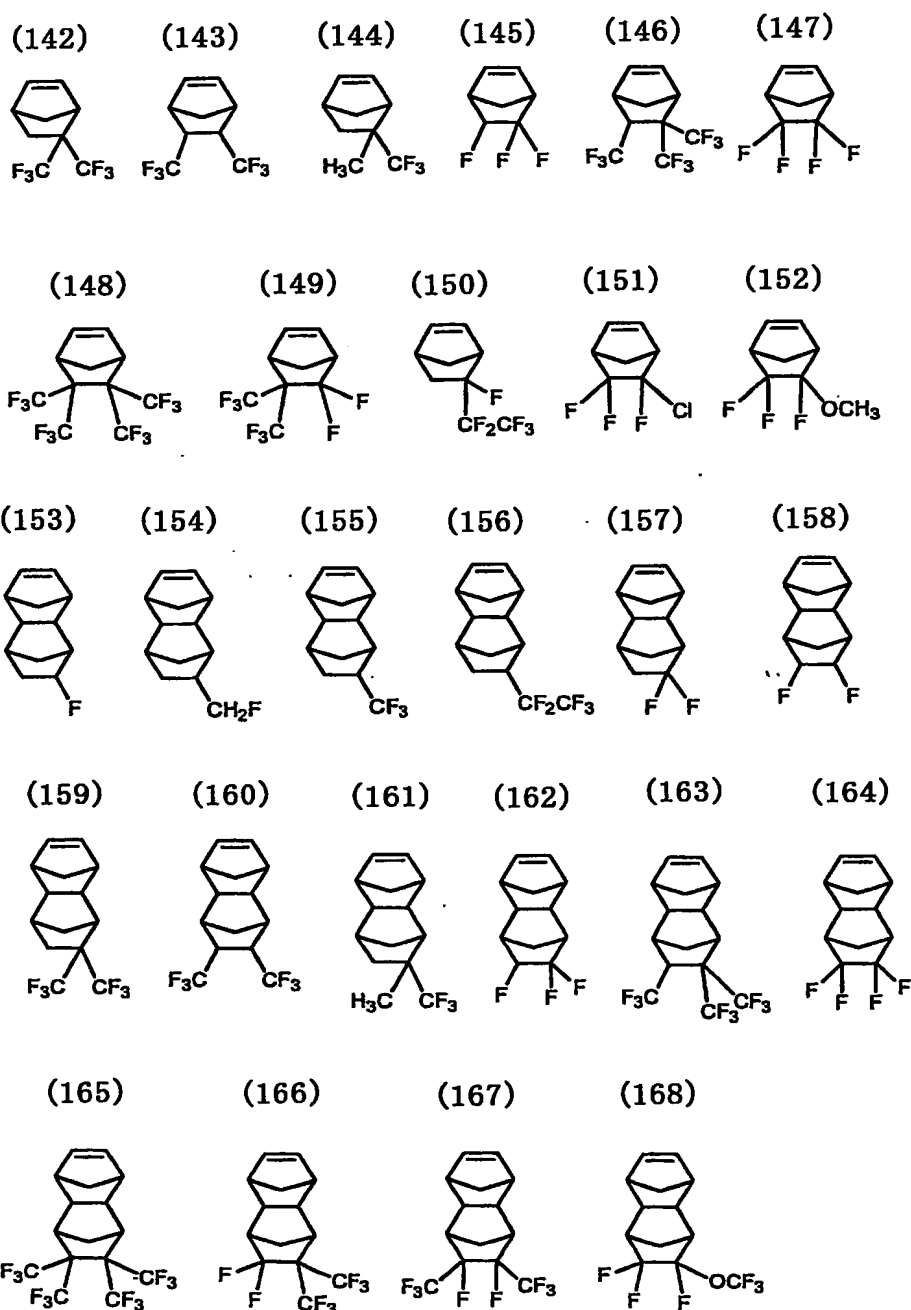 (142) (143) (144) (145) (146) (147)
F₃C CF₃ F₃C CF₃ H₃C CF₃ F F F F₃C CF₃ CF₃ F F F F
(148) (149) (150) (151) (152)
F₃C F₃C CF₃ CF₃ F₃C F₃C F F F CF₂CF₃ F F F Cl F F F OCH₃
(153) (154) (155) (156) (157) (158)
F CH₂F CF₃ CF₂CF₃ F F F F
(159) (160) (161) (162) (163) (164)
F₃C CF₃ F₃C CF₃ H₃C CF₃ F F F F₃C CF₃ CF₃ F F F F
(165) (166) (167) (168)
F₃C F₃C CF₃ CF₃ F F CF₃ CF₃ F₃C F F CF₃ F F F OCF₃